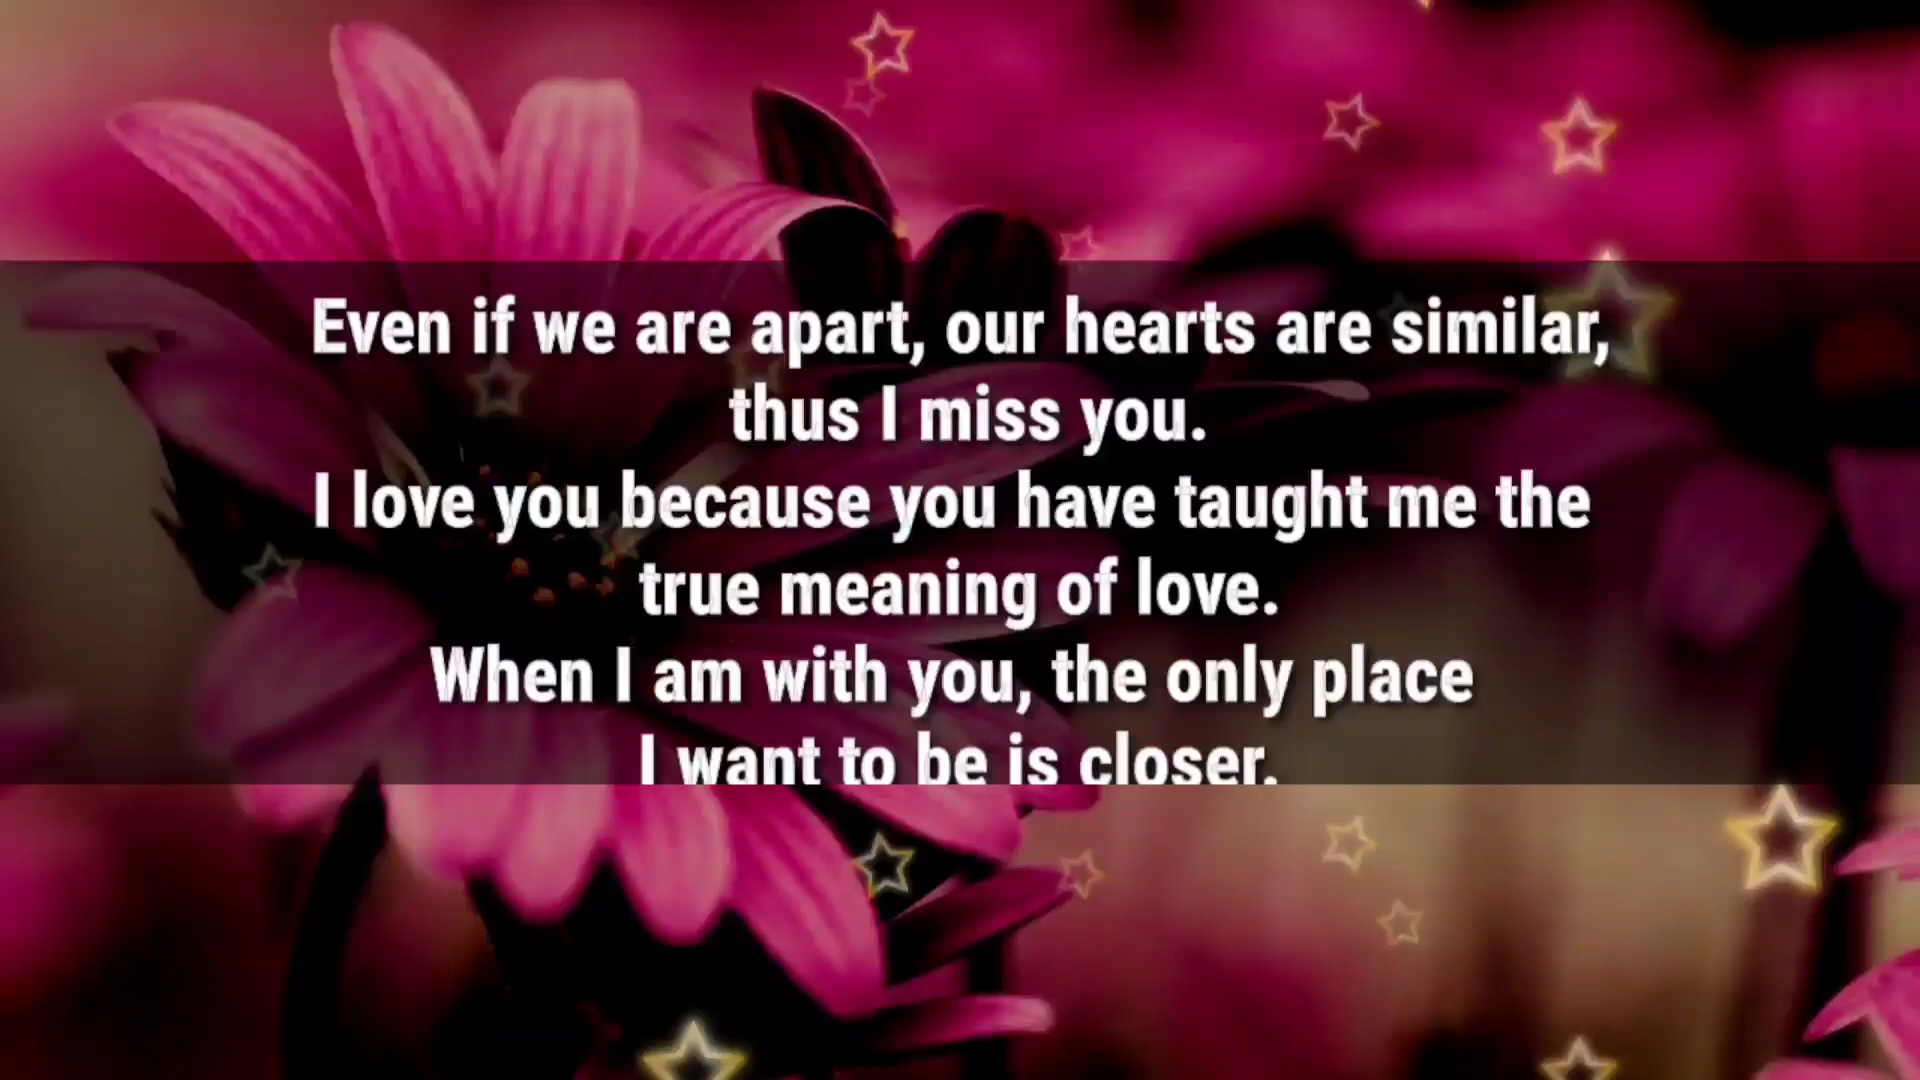 Even if we are apart, our hearts are similar,
thus I miss you.
I love you because you have taught me the
true meaning of love.
When I am with you, the only place
I want to be is closer.